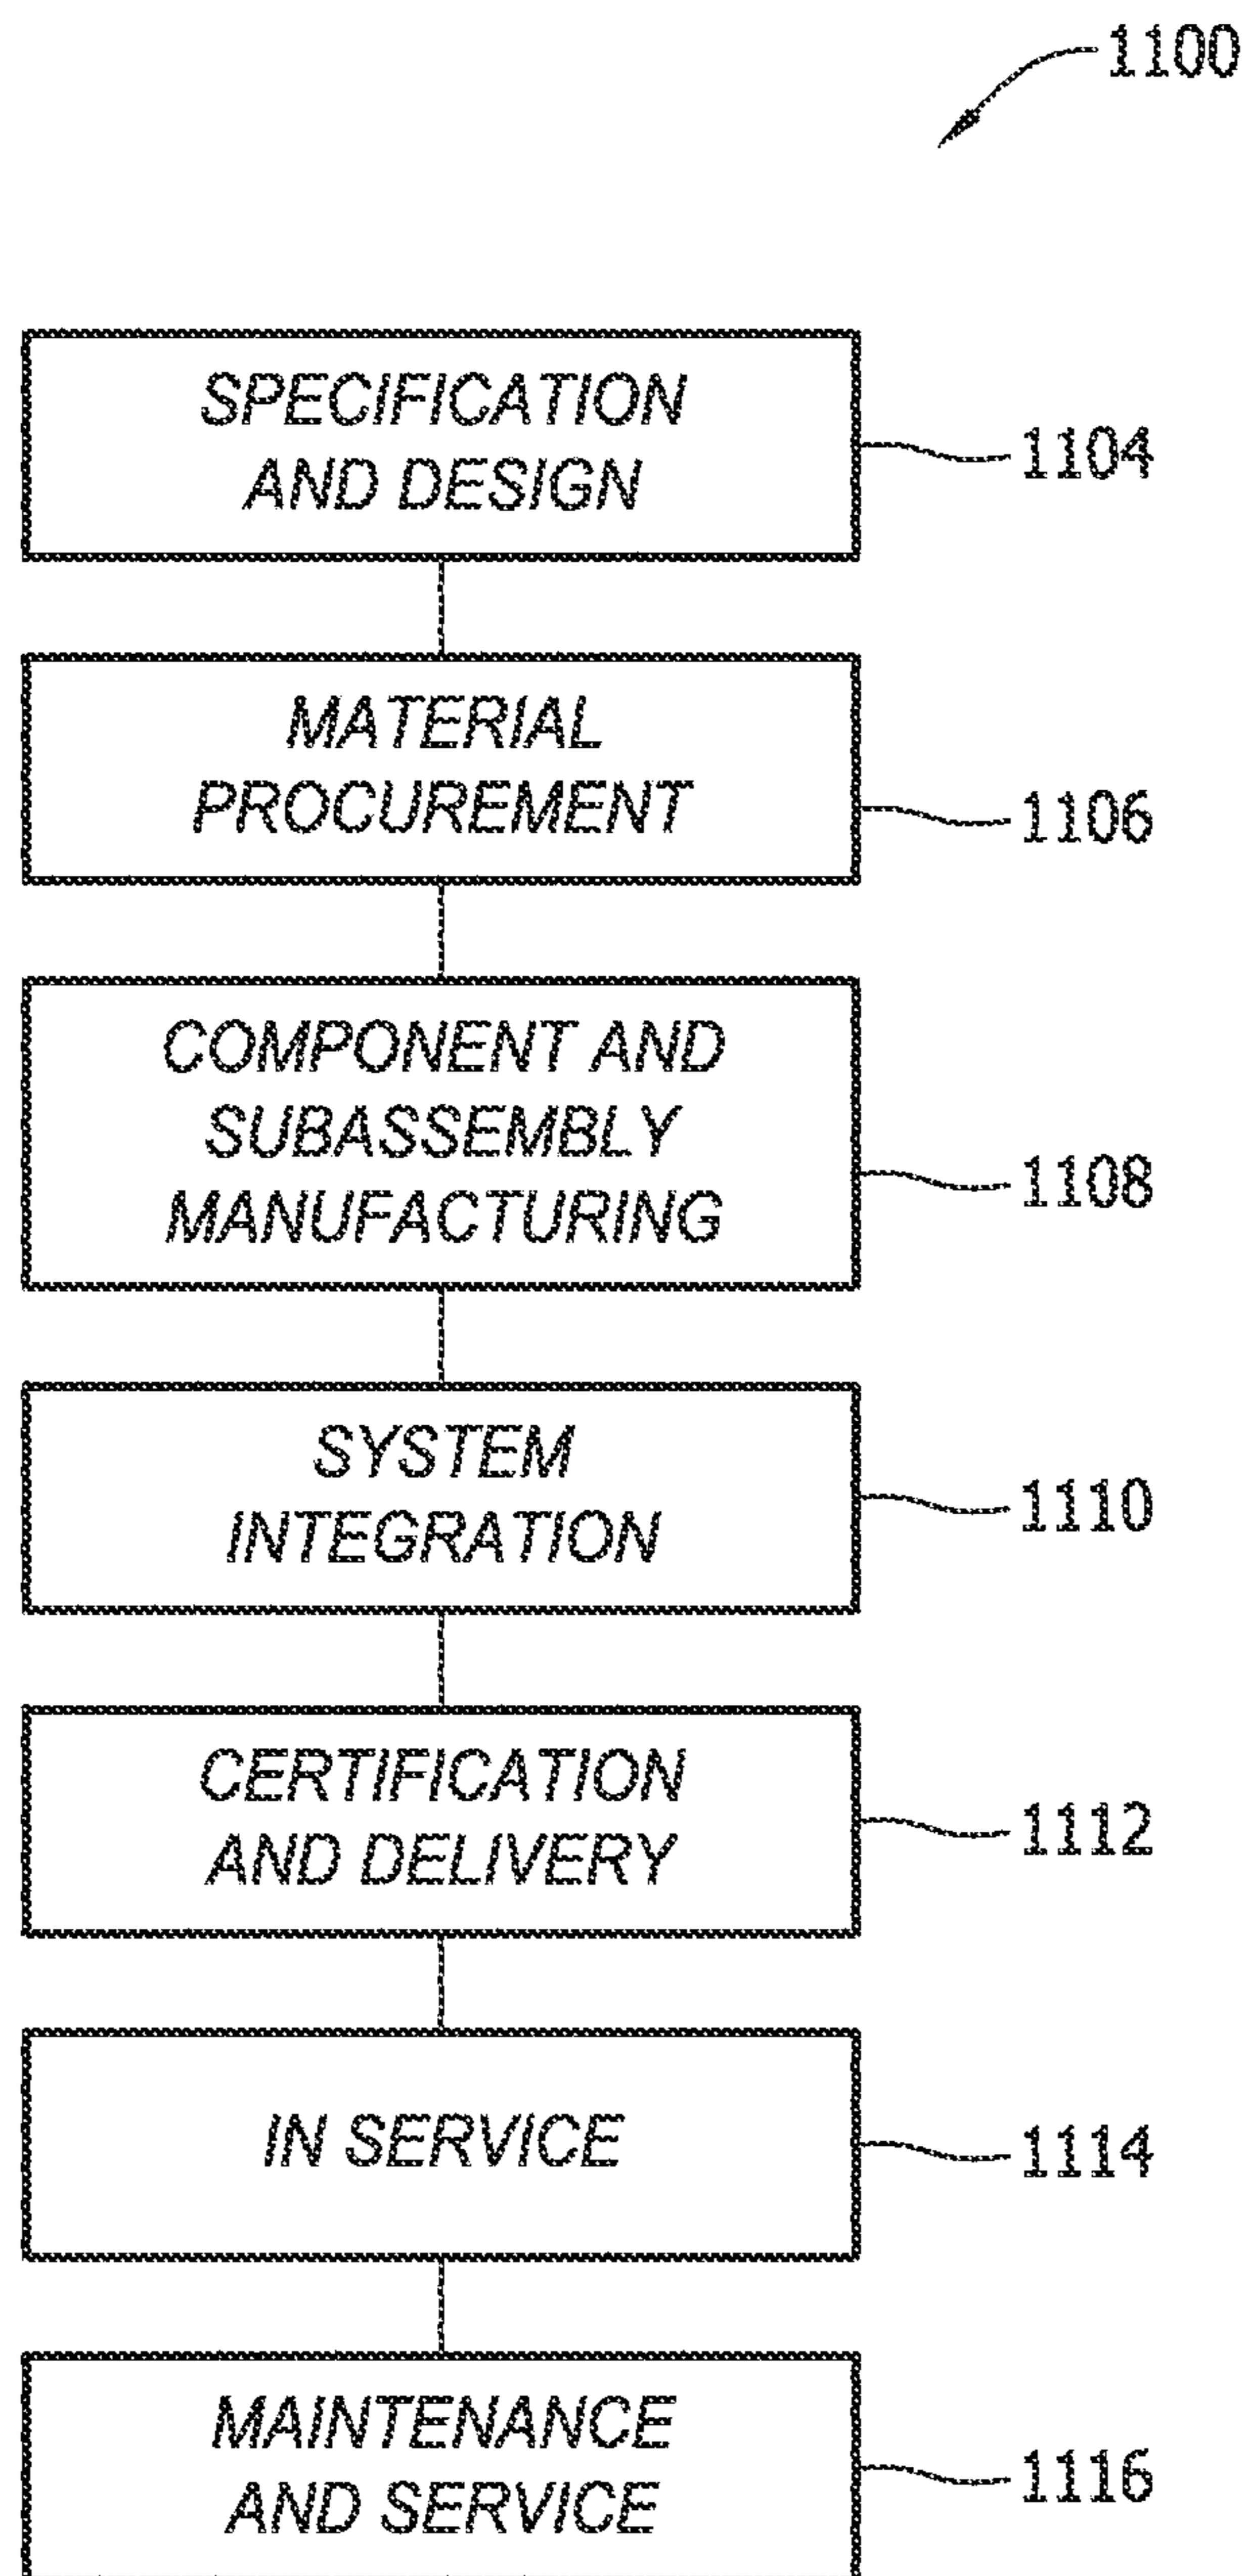 1100
SPECIFICATION
AND DESIGN
1104
MATERIAL
PROCUREMENT
1106
COMPONENT AND
SUBASSEMBLY
MANUFACTURING
1108
SYSTEM
INTEGRATION
1110
CERTIFICATION
AND DELIVERY
1112
IN SERVICE
1114
MAINTENANCE
AND SERVICE
1116